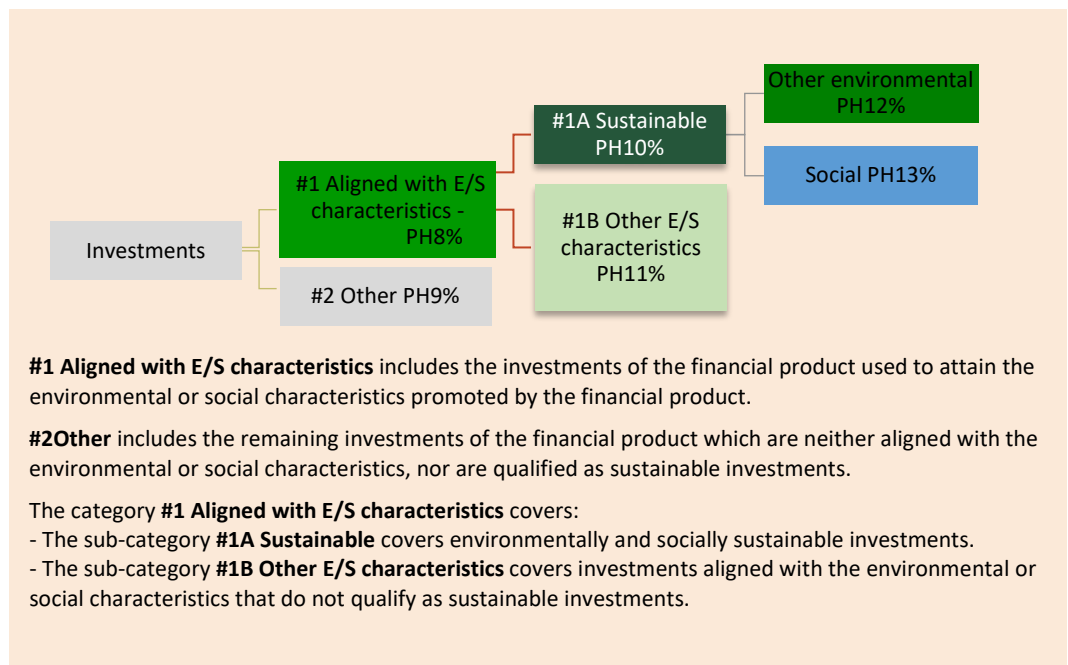 Other environmental
PH12%
#1A Sustainable
PH10%
Social PH13%
#1 Aligned with E/S
characteristics -
PH8%
#1B Other E/S
characteristics
PH11%
Investments
#2 Other PH9%
#1 Aligned with E/S characteristics includes the investments of the financial product used to attain the
environmental or social characteristics promoted by the financial product.
#2Other includes the remaining investments of the financial product which are neither aligned with the
environmental or social characteristics, nor are qualified as sustainable investments.
The category #1 Aligned with E/S characteristics covers:
- The sub-category #1A Sustainable covers environmentally and socially sustainable investments.
- The sub-category #1B Other E/S characteristics covers investments aligned with the environmental or
social characteristics that do not qualify as sustainable investments.